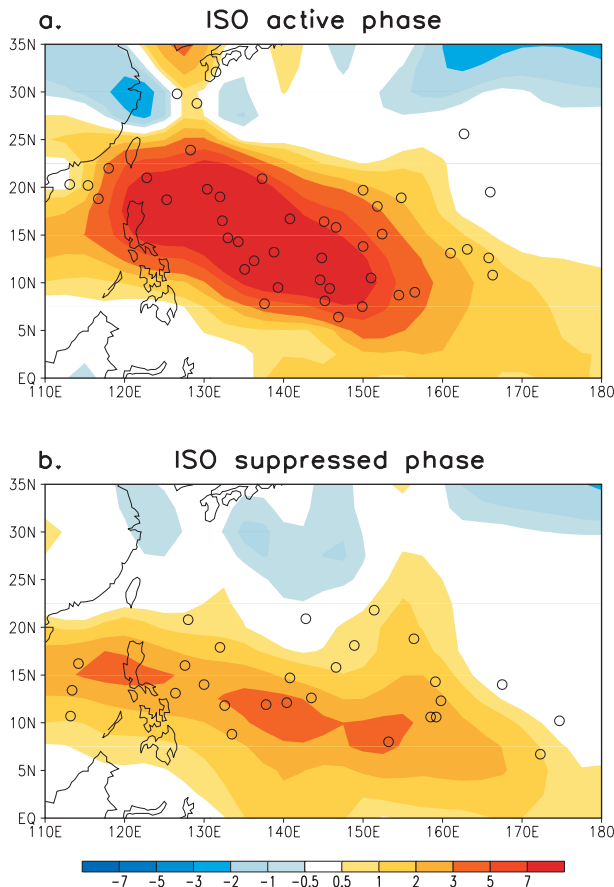 a. ISO active phase
35N
30N
25N
20N
15N
10N
5N
EQ
110E 120E 130E 140E 150E 160E 170E 180
b. ISO suppressed phase
35N
30N
25N
20N
15N
10N
5N
EQ
110E 120E 130E 140E 150E 160E 170E 180
-7 -5 -2 -1 -0.5 0.5 1 2 3 5 7